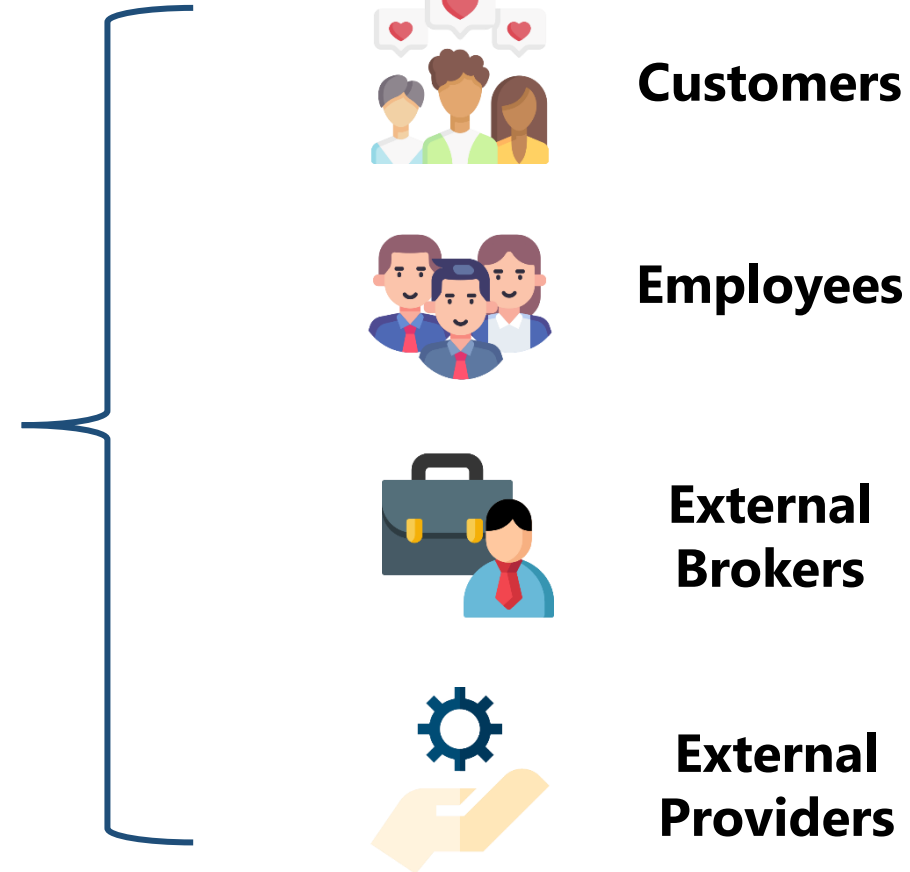 Customers
Employees
External
Brokers
External
Providers